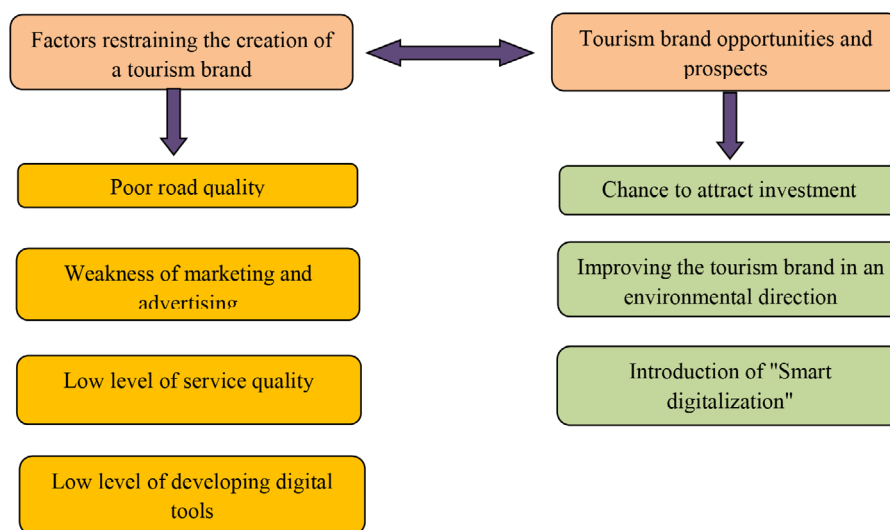 Factors restraining the creation of
a tourism brand
Tourism brand opportunities and
prospects
Poor road quality
Weakness of marketing and
advertising
Low level of service quality
Low level of developing digital
tools
Chance to attract investment
Improving the tourism brand in an
environmental direction
Introduction of "Smart
digitalization"